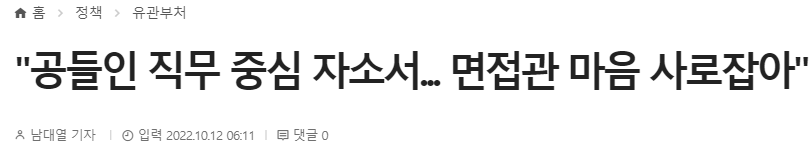 홈 > 정책 > 유관부처
"공들인 직무 중심 자소서... 면접관 마음 사로잡아"
남대열 기자 | 입력 2022.10.12 06:11 | 댓글 0